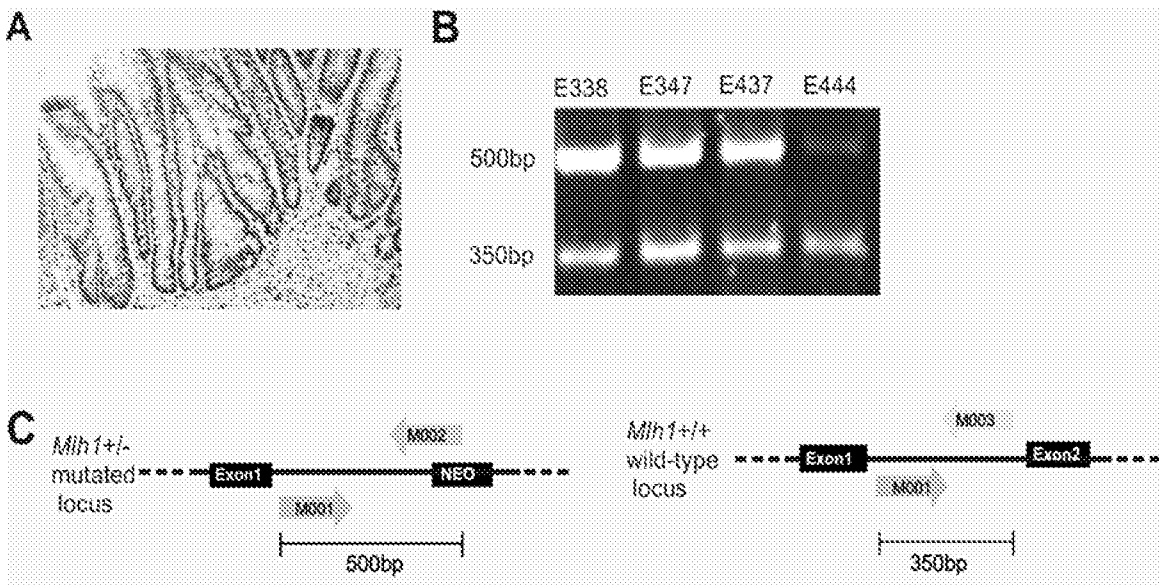 A
B
E338 E347 E437 E444
500bp
350bp
C
Mlh1+/-
mutated
locus
M002
Exon1
NEO
M001
500bp
Mlh1+/+
wild-type
locus
M003
Exon1
Exon2
M001
350bp